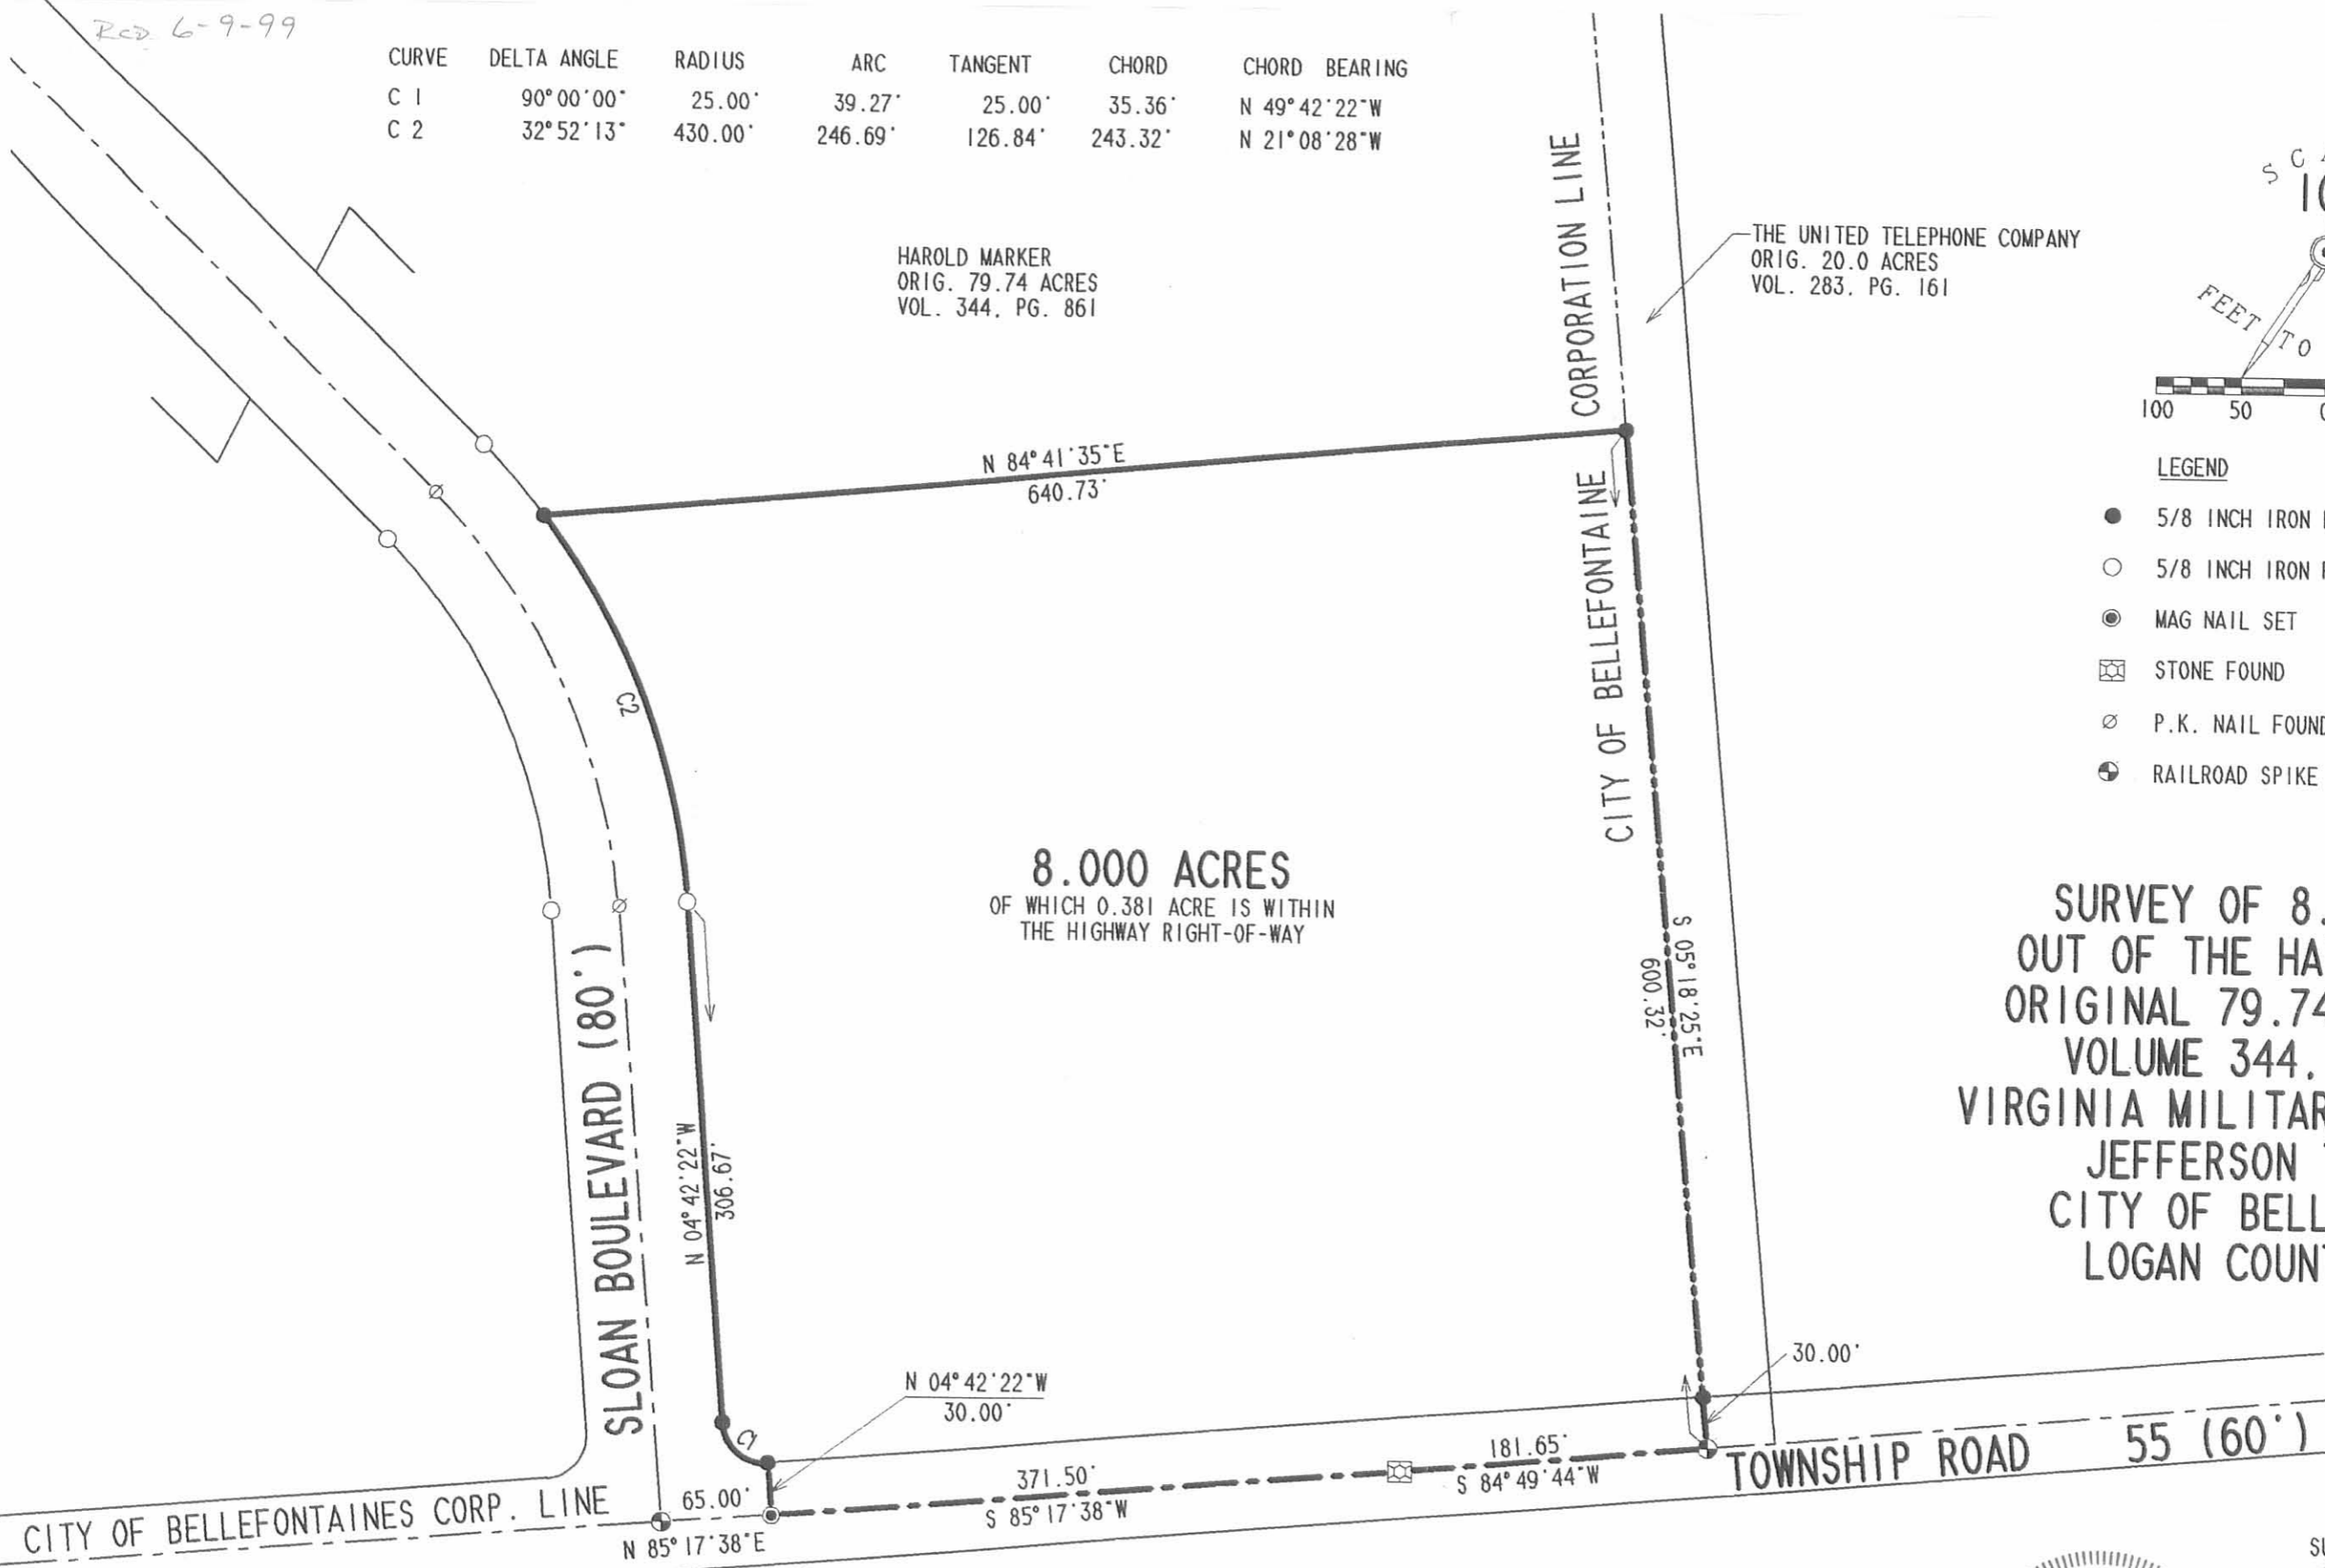 RCD 6-9-99
CURVE DELTA ANGLE RADIUS ARC TANGENT CHORD CHORD BEARING
C 1 90°00'00" 25.00' 39.27' 25.00' 35.36' N 49°42'22"W
C 2 32°52'13" 430.00' 246.69' 126.84' 243.32' N 21°08'28"W
HAROLD MARKER
ORIG. 79.74 ACRES
VOL. 344, PG. 861
CORPORATION LINE
THE UNITED TELEPHONE COMPANY
ORIG. 20.0 ACRES
VOL. 283, PG. 161
FEET TO
100 50
N 84°41'35"E
640.73'
CITY OF BELLEFONTAINE
LEGEND
5/8 INCH IRON
5/8 INCH IRON
MAG NAIL SET
STONE FOUND
P.K. NAIL FOUND
RAILROAD SPIKE
C2
8.000 ACRES
OF WHICH 0.381 ACRE IS WITHIN
THE HIGHWAY RIGHT-OF-WAY
S 05°18'25"E
600.32'
SURVEY OF 8.
OUT OF THE HA
ORIGINAL 79.74
VOLUME 344,
VIRGINIA MILITAR
JEFFERSON
CITY OF BELL
LOGAN COUN
SLOAN BOULEVARD (80')
N 04°42'22"W
306.67'
C1
N 04°42'22"W
30.00'
30.00'
181.65'
S 84°49'44"W
371.50'
S 85°17'38"W
65.00'
N 85°17'38"E
TOWNSHIP ROAD 55 (60')
CITY OF BELLEFONTAINES CORP. LINE